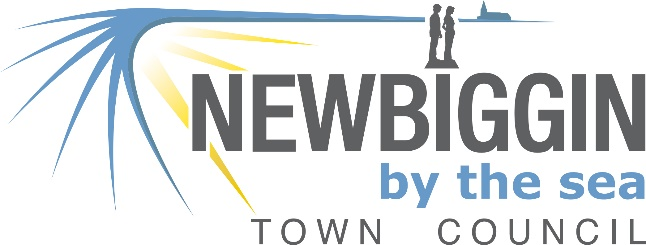 NEWBIGGIN
by the sea
TOWN COUNCIL